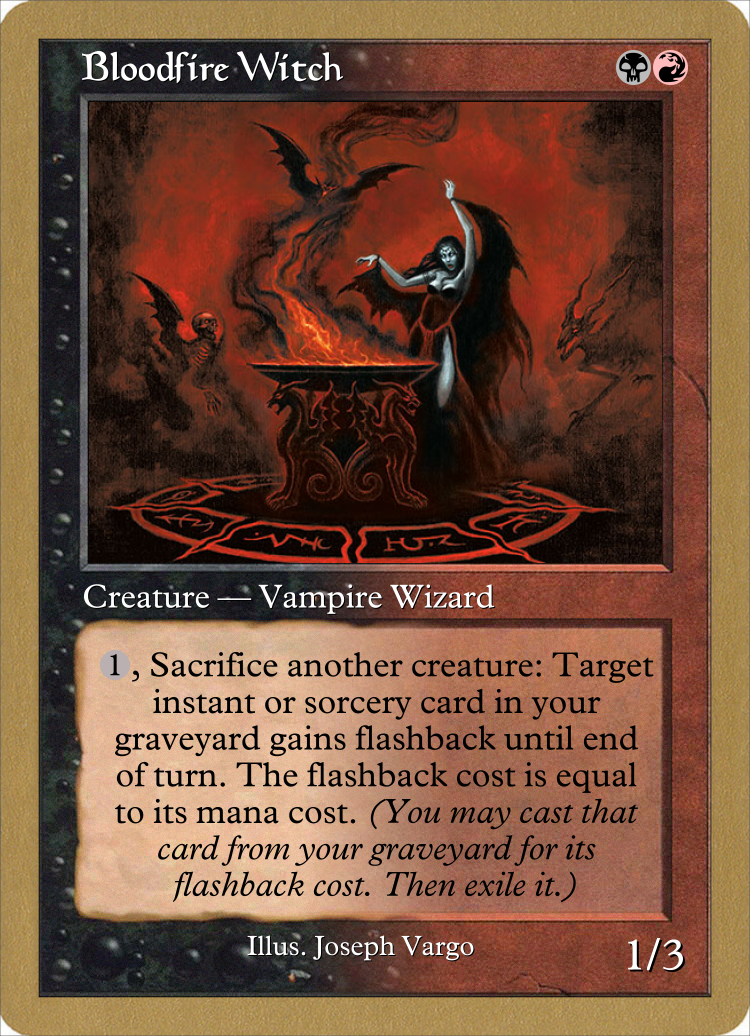 Bloodfire Witch
Creature — Vampire Wizard
1, Sacrifice another creature: Target
instant or sorcery card in your
graveyard gains flashback until end
of turn. The flashback cost is equal
to its mana cost. (You may cast that
card from your graveyard for its
flashback cost. Then exile it.)
Illus. Joseph Vargo
1/3